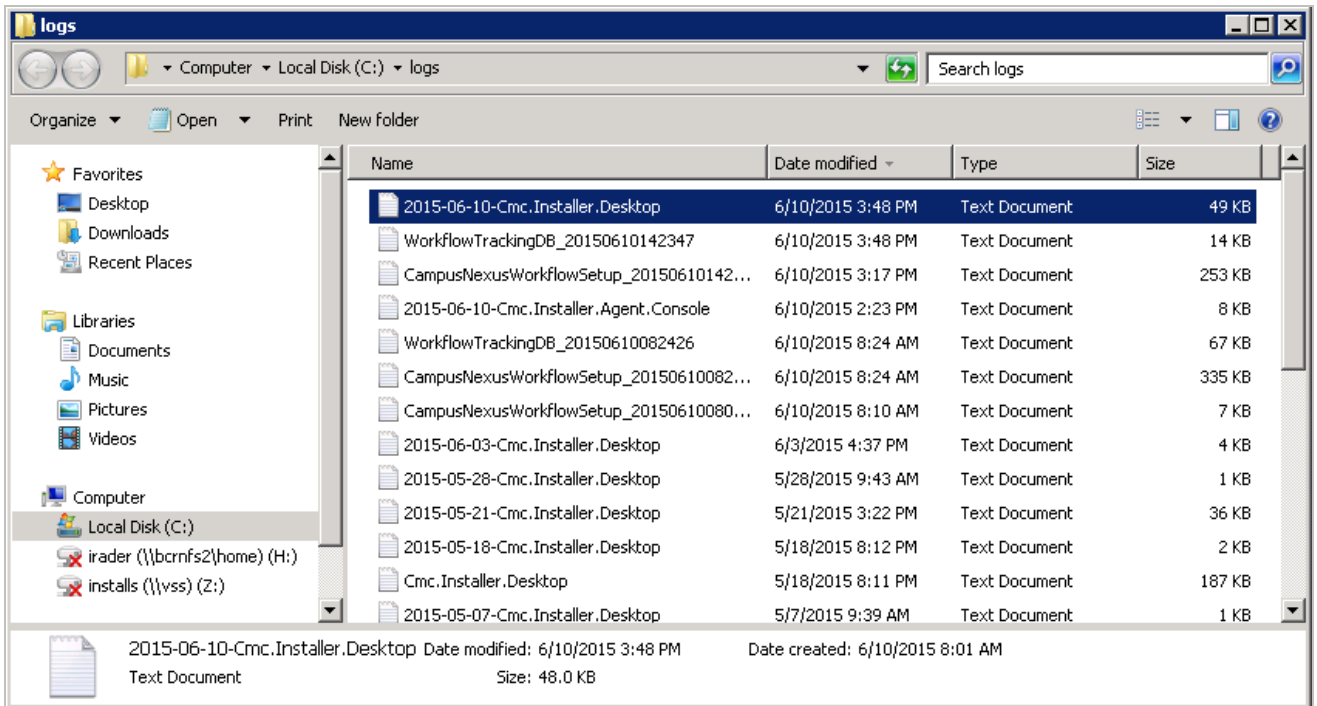 logs
Computer Local Disk (C:) logs
Search logs
Organize Open Print New folder
Favorites
Desktop
Downloads
Recent Places
Libraries
Documents
Music
Pictures
Videos
Computer
Local Disk (C:)
irader (\\bcrnfs2\home) (H:)
installs (\\vss) (Z:)
Name Date modified Type Size
2015-06-10-Cmc.Installer.Desktop 6/10/2015 3:48 PM Text Document 49 KB
WorkflowTrackingDB_20150610142347 6/10/2015 3:48 PM Text Document 14 KB
CampusNexusWorkflowSetup_20150610142... 6/10/2015 3:17 PM Text Document 253 KB
2015-06-10-Cmc.Installer.Agent.Console 6/10/2015 2:23 PM Text Document 8 KB
WorkflowTrackingDB_20150610082426 6/10/2015 8:24 AM Text Document 67 KB
CampusNexusWorkflowSetup_20150610082... 6/10/2015 8:24 AM Text Document 335 KB
CampusNexusWorkflowSetup_20150610080... 6/10/2015 8:10 AM Text Document 7 KB
2015-06-03-Cmc.Installer.Desktop 6/3/2015 4:37 PM Text Document 4 KB
2015-05-28-Cmc.Installer.Desktop 5/28/2015 9:43 AM Text Document 1 KB
2015-05-21-Cmc.Installer.Desktop 5/21/2015 3:22 PM Text Document 36 KB
2015-05-18-Cmc.Installer.Desktop 5/18/2015 8:12 PM Text Document 2 KB
Cmc.Installer.Desktop 5/18/2015 8:11 PM Text Document 187 KB
2015-05-07-Cmc.Installer.Desktop 5/7/2015 9:39 AM Text Document 1 KB
2015-06-10-Cmc.Installer.Desktop Date modified: 6/10/2015 3:48 PM Date created: 6/10/2015 8:01 AM
Text Document Size: 48.0 KB